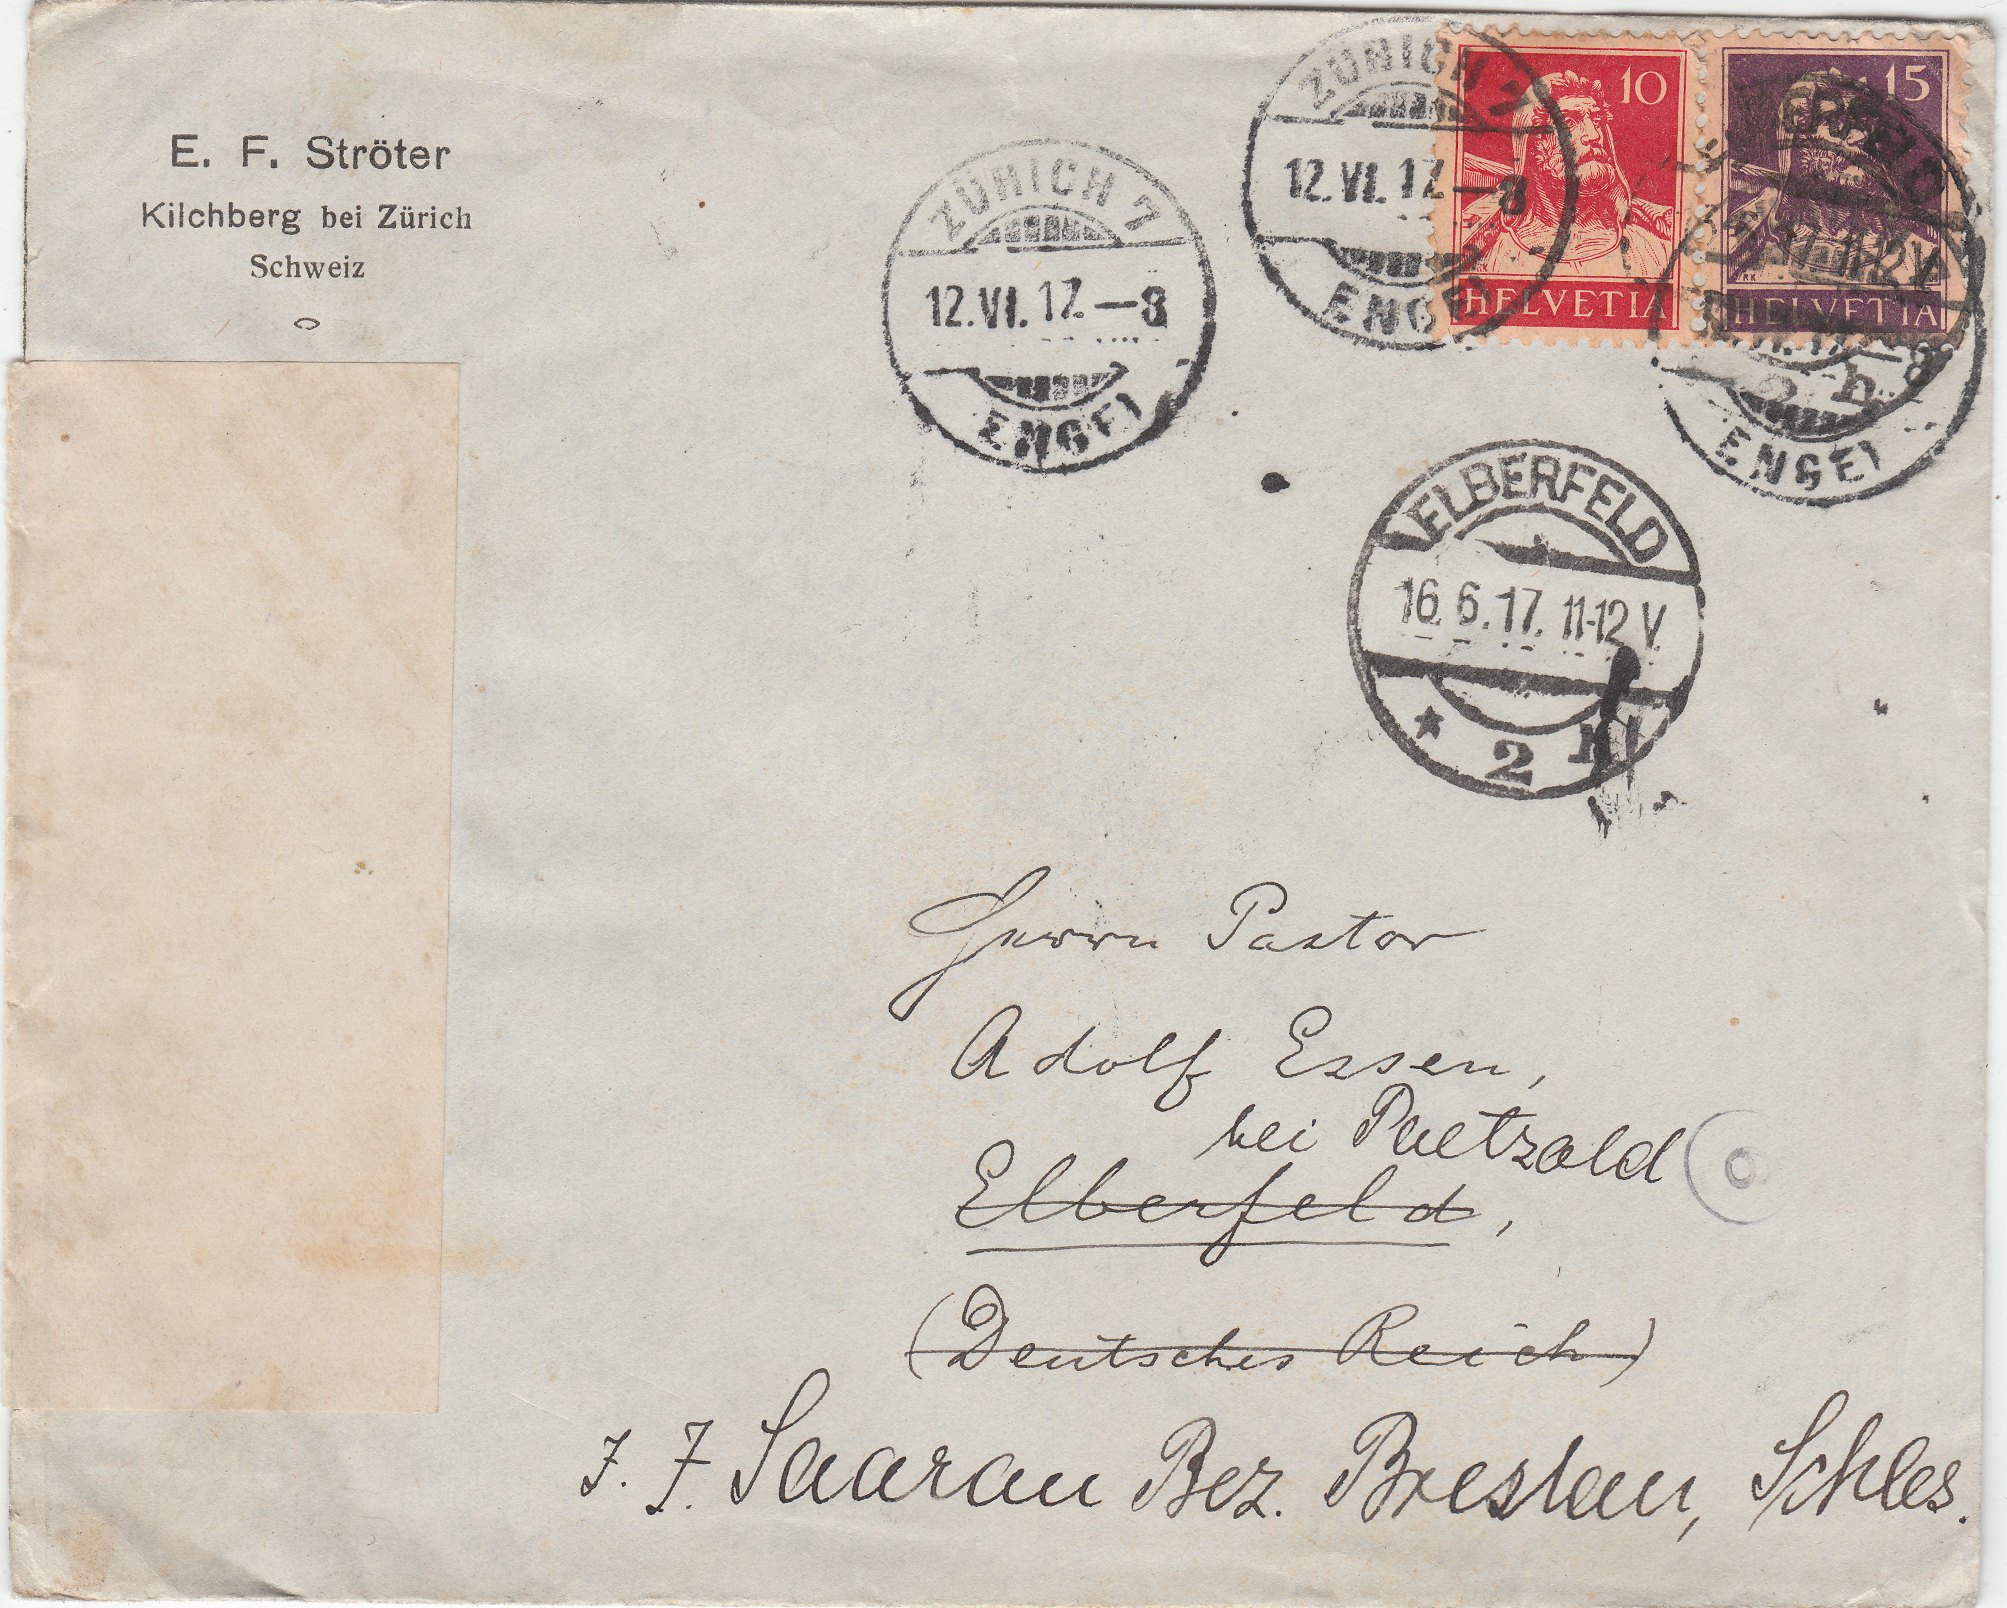 E. F. Ströter
Kilchberg bei Zürich
Schweiz
ZÜRICH 7
12. VI. 17. —8
ENGE
ZÜRICH 7
12. VI. 17. —8
ENGE
10
HELVETIA
15
HELVETIA
11-12 V
ENGE
ELBERFELD
16. 6. 17. 11-12 V.
* 2
Herrn Pastor
Adolf Essen,
bei Paetzold
Elberfeld,
(Deutsches Reich)
Saarau Bez. Breslau, Schles.